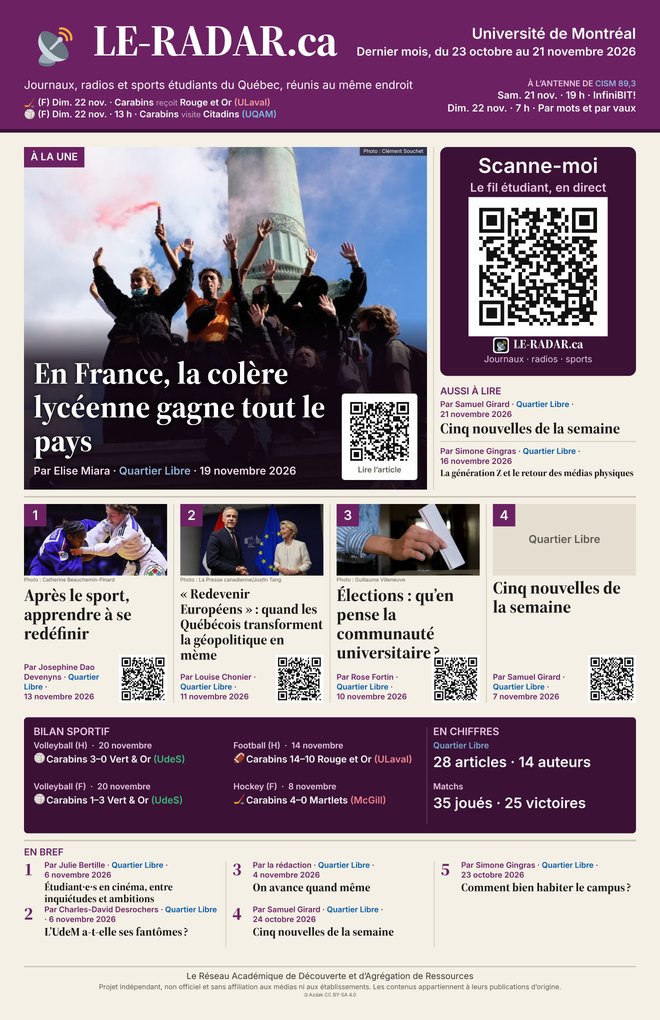 LE-RADAR.ca
Université de Montréal
Dernier mois, du 23 octobre au 21 novembre 2026
Journaux, radios et sports étudiants du Québec, réunis au même endroit
(F) Dim. 22 nov. · Carabins reçoit Rouge et Or (ULaval)
(F) Dim. 22 nov. · 13 h · Carabins visite Citadins (UQAM)
À L'ANTENNE DE CISM 89,3
Sam. 21 nov. · 19 h · InfiniBIT!
Dim. 22 nov. · 7 h · Par mots et par vaux
À LA UNE
Photo : Clément Souchet
En France, la colère
lycéenne gagne tout le
pays
Par Elise Miara · Quartier Libre · 19 novembre 2026
Lire l'article
Scanne-moi
Le fil étudiant, en direct
LE-RADAR.ca
Journaux · radios · sports
AUSSI À LIRE
Par Samuel Girard · Quartier Libre ·
21 novembre 2026
Cinq nouvelles de la semaine
Par Simone Gingras · Quartier Libre ·
16 novembre 2026
La génération Z et le retour des médias physiques
1
Photo : Catherine Beauchemin-Pinard
Après le sport,
apprendre à se
redéfinir
Par Josephine Dao
Devenyns · Quartier
Libre ·
13 novembre 2026
2
Photo : La Presse canadienne/Justin Tang
« Redevenir
Européens » : quand les
Québécois transforment
la géopolitique en
mème
Par Louise Chonier ·
Quartier Libre ·
11 novembre 2026
3
Photo : Guillaume Villeneuve
Élections : qu'en
pense la
communauté
universitaire ?
Par Rose Fortin ·
Quartier Libre ·
10 novembre 2026
4
Quartier Libre
Cinq nouvelles de
la semaine
Par Samuel Girard ·
Quartier Libre ·
7 novembre 2026
BILAN SPORTIF
Volleyball (H) · 20 novembre
Carabins 3–0 Vert & Or (UdeS)
Football (H) · 14 novembre
Carabins 14–10 Rouge et Or (ULaval)
Volleyball (F) · 20 novembre
Carabins 1–3 Vert & Or (UdeS)
Hockey (F) · 8 novembre
Carabins 4–0 Martlets (McGill)
EN CHIFFRES
Quartier Libre
28 articles · 14 auteurs
Matchs
35 joués · 25 victoires
EN BREF
1
Par Julie Bertille · Quartier Libre ·
6 novembre 2026
Étudiant·e·s en cinéma, entre
inquiétudes et ambitions
2
Par Charles-David Desrochers · Quartier Libre
· 6 novembre 2026
L'UdeM a-t-elle ses fantômes ?
3
Par la rédaction · Quartier Libre ·
4 novembre 2026
On avance quand même
4
Par Samuel Girard · Quartier Libre ·
24 octobre 2026
Cinq nouvelles de la semaine
5
Par Simone Gingras · Quartier Libre ·
23 octobre 2026
Comment bien habiter le campus ?
Le Réseau Académique de Découverte et d'Agrégation de Ressources
Projet indépendant, non officiel et sans affiliation aux médias ni aux établissements. Les contenus appartiennent à leurs publications d'origine.
© Azdak CC BY-SA 4.0